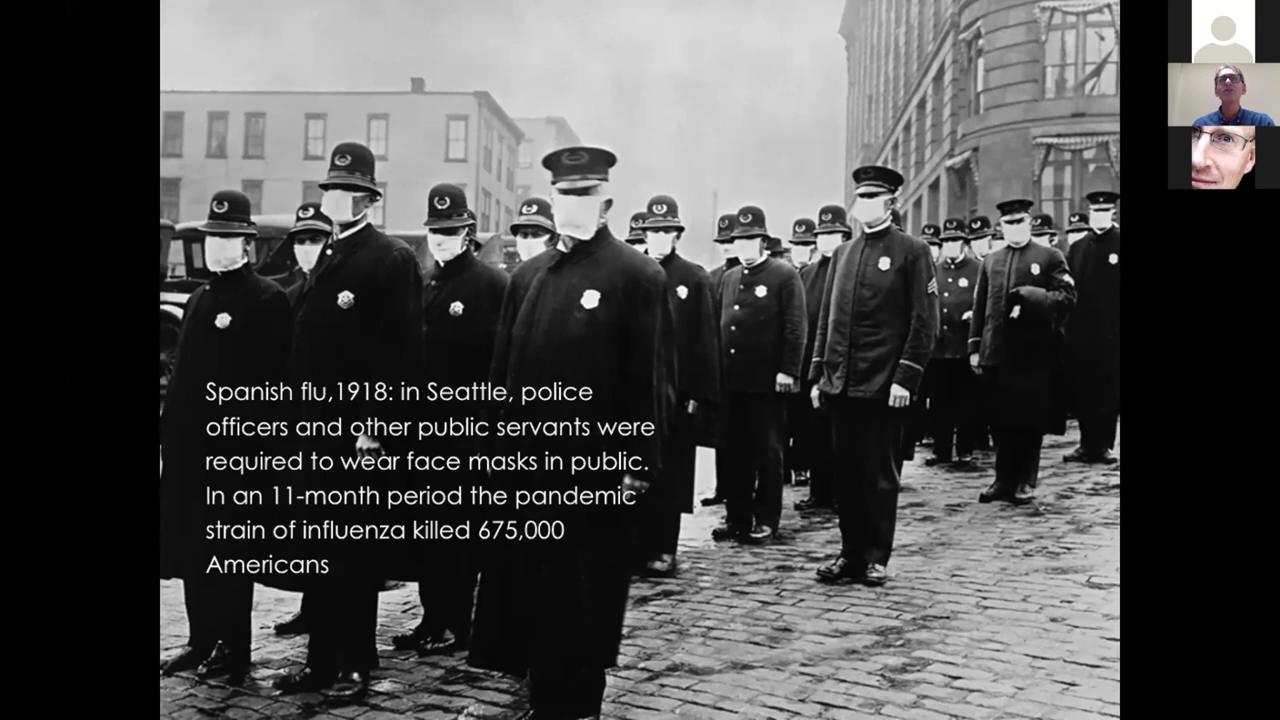 Spanish flu,1918: in Seattle, police
officers and other public servants were
required to wear face masks in public.
In an 11-month period the pandemic
strain of influenza killed 675,000
Americans